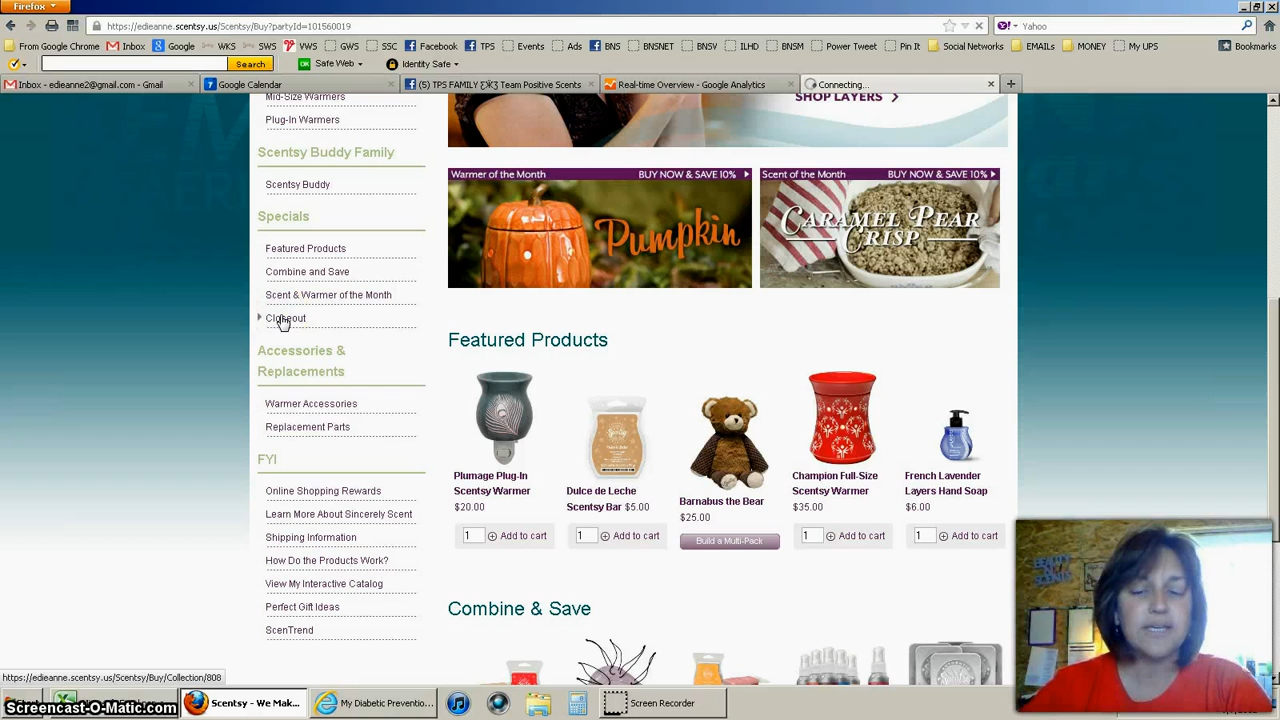 Firefox
https://edieanne.scentsy.us/Scentsy/Buy?partyId=101560019
Yahoo
From Google Chrome
Inbox
Google
WKS
SWS
VWS
GWS
SSC
Facebook
TPS
Events
Ads
BNS
BNSNET
BNSV
ILHD
BNSM
Power Tweet
Pin It
Social Networks
EMAILs
MONEY
My UPS
Bookmarks
Search
OK Safe Web
Identity Safe
Inbox - edieanne2@gmail.com - Gmail
7 Google Calendar
Real-time Overview - Google Analytics
Connecting...
Mid-Size Warmers
Plug-In Warmers
Scentsy Buddy Family
Scentsy Buddy
Specials
Featured Products
Combine and Save
Scent & Warmer of the Month
Closeout
Accessories &
Replacements
Warmer Accessories
Replacement Parts
FYI
Online Shopping Rewards
Learn More About Sincerely Scent
Shipping Information
How Do the Products Work?
View My Interactive Catalog
Perfect Gift Ideas
ScenTrend
SHOP LAYERS
Warmer of the Month BUY NOW & SAVE 10%
Pumpkin
Scent of the Month BUY NOW & SAVE 10%
CARAMEL PEAR
CRISP
Featured Products
Plumage Plug-In
Scentsy Warmer
$20.00
1 Add to cart
Dulce de Leche
Scentsy Bar $5.00
1 Add to cart
Barnabus the Bear
$25.00
Build a Multi-Pack
Champion Full-Size
Scentsy Warmer
$35.00
1 Add to cart
French Lavender
Layers Hand Soap
$6.00
1 Add to cart
Combine & Save
https://edieanne.scentsy.us/Scentsy/Buy/Collection/808
Scentsy - We Mak...
My Diabetic Preventio...
Screen Recorder
Screencast-O-Matic.com